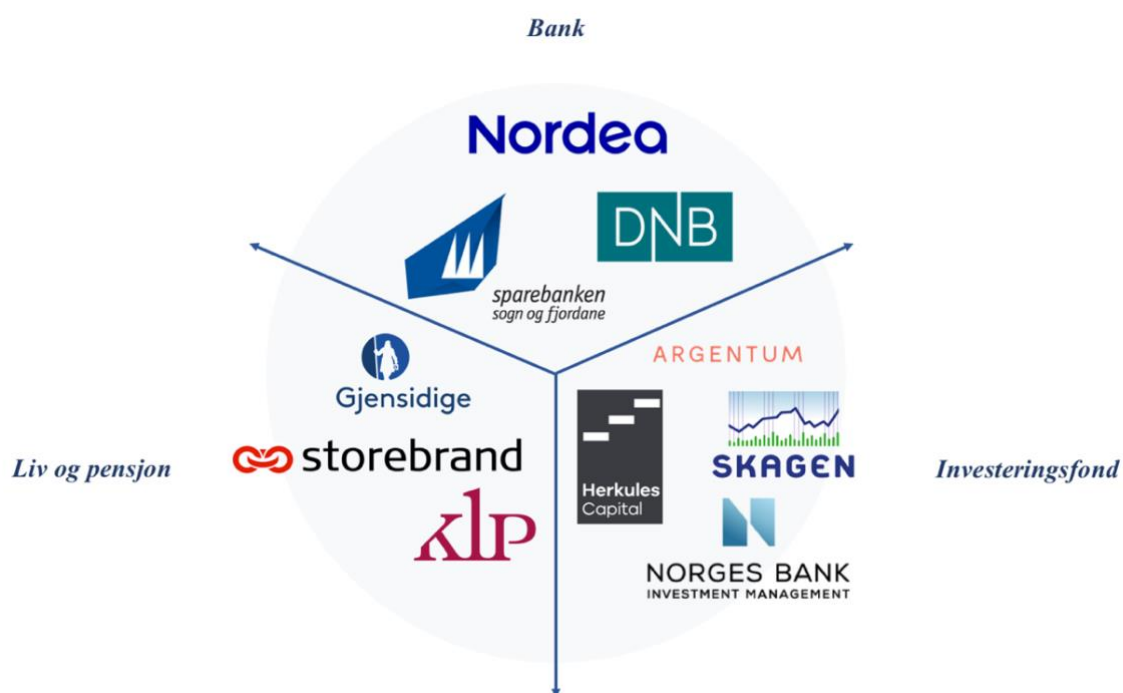 Bank
Nordea
DNB
sparebanken
sogn og fjordane
Gjensidige
ARGENTUM
storebrand
SKAGEN
Liv og pensjon
Investeringsfond
Herkules
Capital
KLP
NORGES BANK
INVESTMENT MANAGEMENT